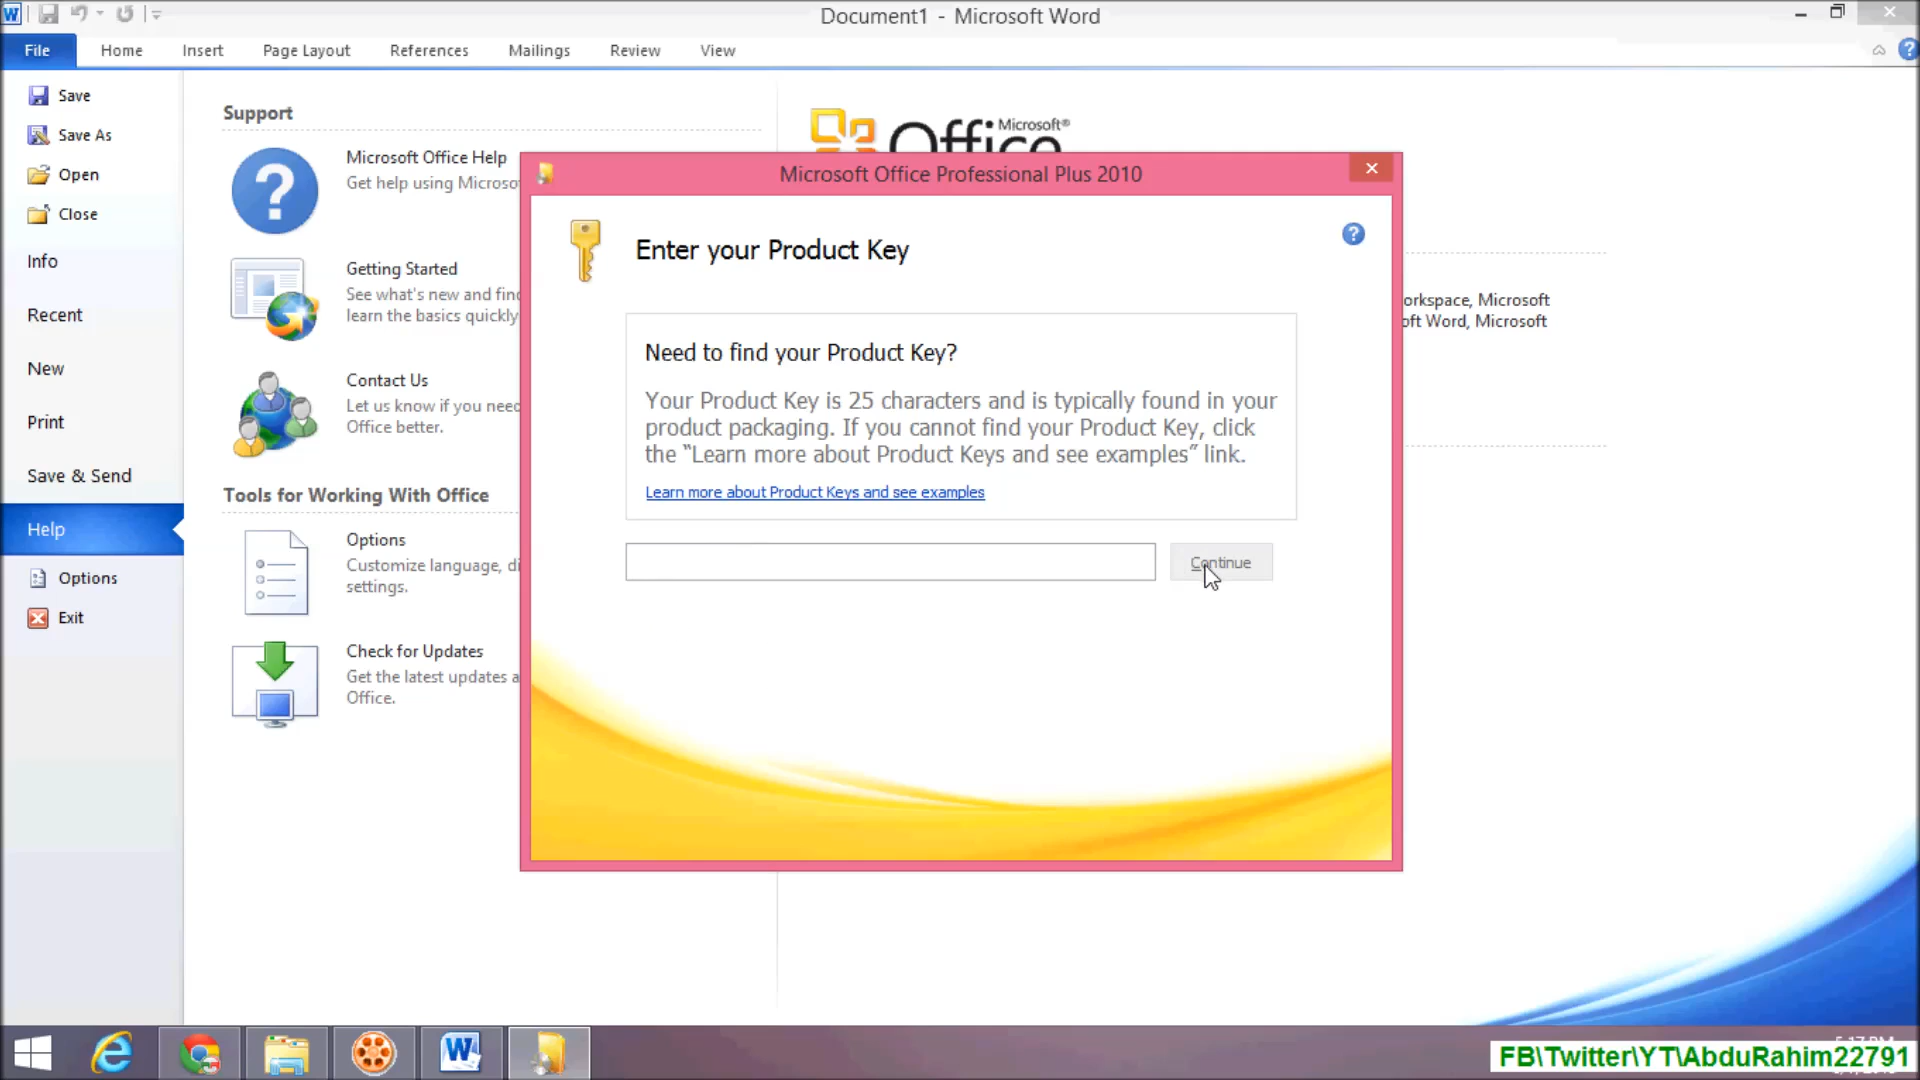 Document1 - Microsoft Word
File Home Insert Page Layout References Mailings Review View
Save
Save As
Open
Close
Info
Recent
New
Print
Save & Send
Help
Options
Exit
Support
Microsoft Office Help
Get help using
Getting Started
See what's new and
learn the basics quickly
Contact Us
Let us know if you
Office better.
Tools for Working With Office
Options
Customize language,
settings.
Check for Updates
Get the latest updates
Office.
Microsoft®
Office
Microsoft
Word, Microsoft
Microsoft Office Professional Plus 2010
Enter your Product Key
Need to find your Product Key?
Your Product Key is 25 characters and is typically found in your
product packaging. If you cannot find your Product Key, click
the “Learn more about Product Keys and see examples” link.
Learn more about Product Keys and see examples
Continue
FB\Twitter\YT\AbduRahim22791